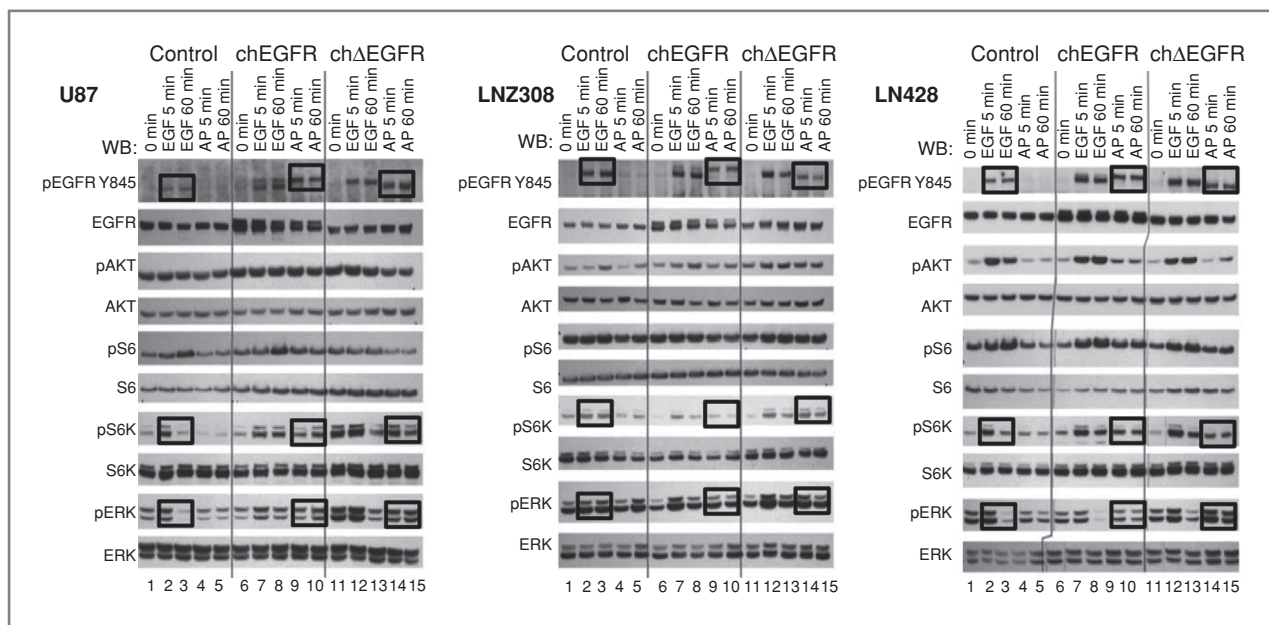 U87
Control chEGFR chΔEGFR
0 min EGF 5 min EGF 60 min AP 5 min AP 60 min 0 min EGF 5 min EGF 60 min AP 5 min AP 60 min 0 min EGF 5 min EGF 60 min AP 5 min AP 60 min
WB:
pEGFR Y845
EGFR
pAKT
AKT
pS6
S6
pS6K
S6K
pERK
ERK
1 2 3 4 5 6 7 8 9 10 11 12 13 14 15
LNZ308
Control chEGFR chΔEGFR
0 min EGF 5 min EGF 60 min AP 5 min AP 60 min 0 min EGF 5 min EGF 60 min AP 5 min AP 60 min 0 min EGF 5 min EGF 60 min AP 5 min AP 60 min
WB:
pEGFR Y845
EGFR
pAKT
AKT
pS6
S6
pS6K
S6K
pERK
ERK
1 2 3 4 5 6 7 8 9 10 11 12 13 14 15
LN428
Control chEGFR chΔEGFR
0 min EGF 5 min EGF 60 min AP 5 min AP 60 min 0 min EGF 5 min EGF 60 min AP 5 min AP 60 min 0 min EGF 5 min EGF 60 min AP 5 min AP 60 min
WB:
pEGFR Y845
EGFR
pAKT
AKT
pS6
S6
pS6K
S6K
pERK
ERK
1 2 3 4 5 6 7 8 9 10 11 12 13 14 15